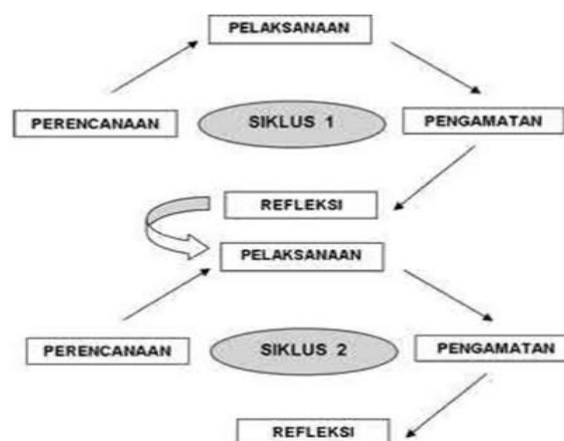 PELAKSANAAN
PERENCANAAN
SIKLUS 1
PENGAMATAN
REFLEKSI
PELAKSANAAN
PERENCANAAN
SIKLUS 2
PENGAMATAN
REFLEKSI